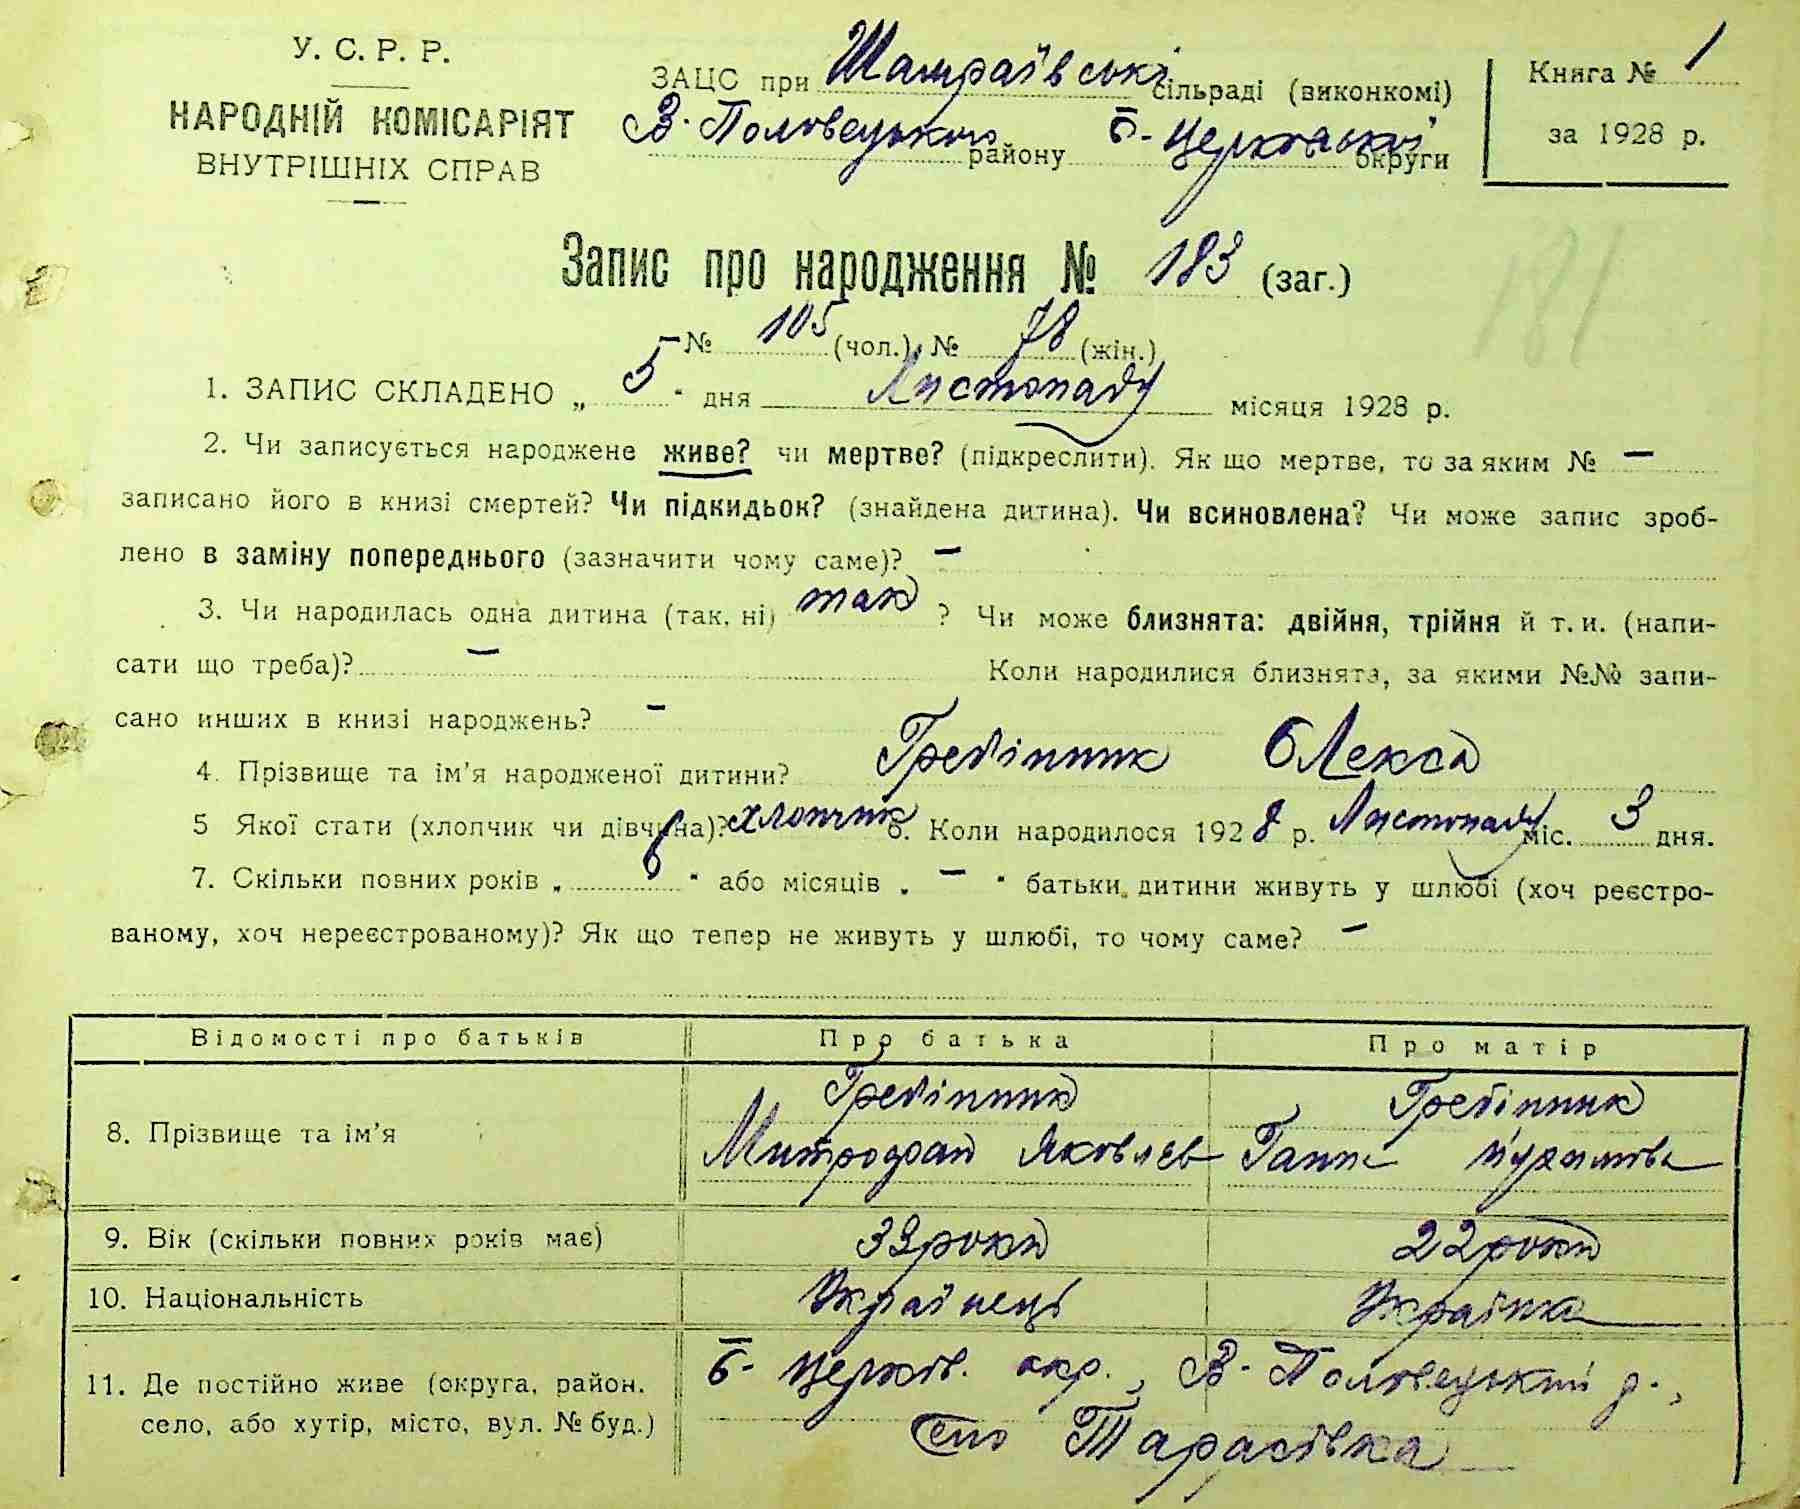 У. С. Р. Р.
НАРОДНІЙ КОМІСАРІЯТ
ВНУТРІШНІХ СПРАВ
ЗАЦС при Шамраївські сільраді (виконкомі)
В-Половецького району Б-Церковської округи
Книга № 1
за 1928 р.
Запис про народження № 183 (заг.)
181
№ 105 (чол.), № 78 (жін.)
1. ЗАПИС СКЛАДЕНО „ 5 " дня Листопаду місяця 1928 р.
2. Чи записується народжене живе? чи мертве? (підкреслити). Як що мертве, то за яким № —
записано його в книзі смертей? Чи підкидьок? (знайдена дитина). Чи всиновлена? Чи може запис зроб-
лено в заміну попереднього (зазначити чому саме)? —
3. Чи народилась одна дитина (так, ні) так ? Чи може близнята: двійня, трійня й т. и. (напи-
сати що треба)? — Коли народилися близнята, за якими №№ запи-
сано инших в книзі народжень? —
4. Прізвище та ім'я народженої дитини? Гребінник Олекса
5 Якої стати (хлопчик чи дівчина)? хлопчик 6. Коли народилося 1928 р. Листопаду міс. 3 дня.
7. Скільки повних років „ 6 " або місяців „ — " батьки дитини живуть у шлюбі (хоч реєстро-
ваному, хоч нереєстрованому)? Як що тепер не живуть у шлюбі, то чому саме? —
Відомості про батьків Про батька Про матір
8. Прізвище та ім'я
Гребінник Гребінник
Митрофан Яковлев Ганна
9. Вік (скільки повних років має) роки 22 роки
10. Національність Українець Українка
11. Де постійно живе (округа, район,
село, або хутір, місто, вул. № буд.)
Б-Церків. окр., В-Половецький р.,
село Тарасівка